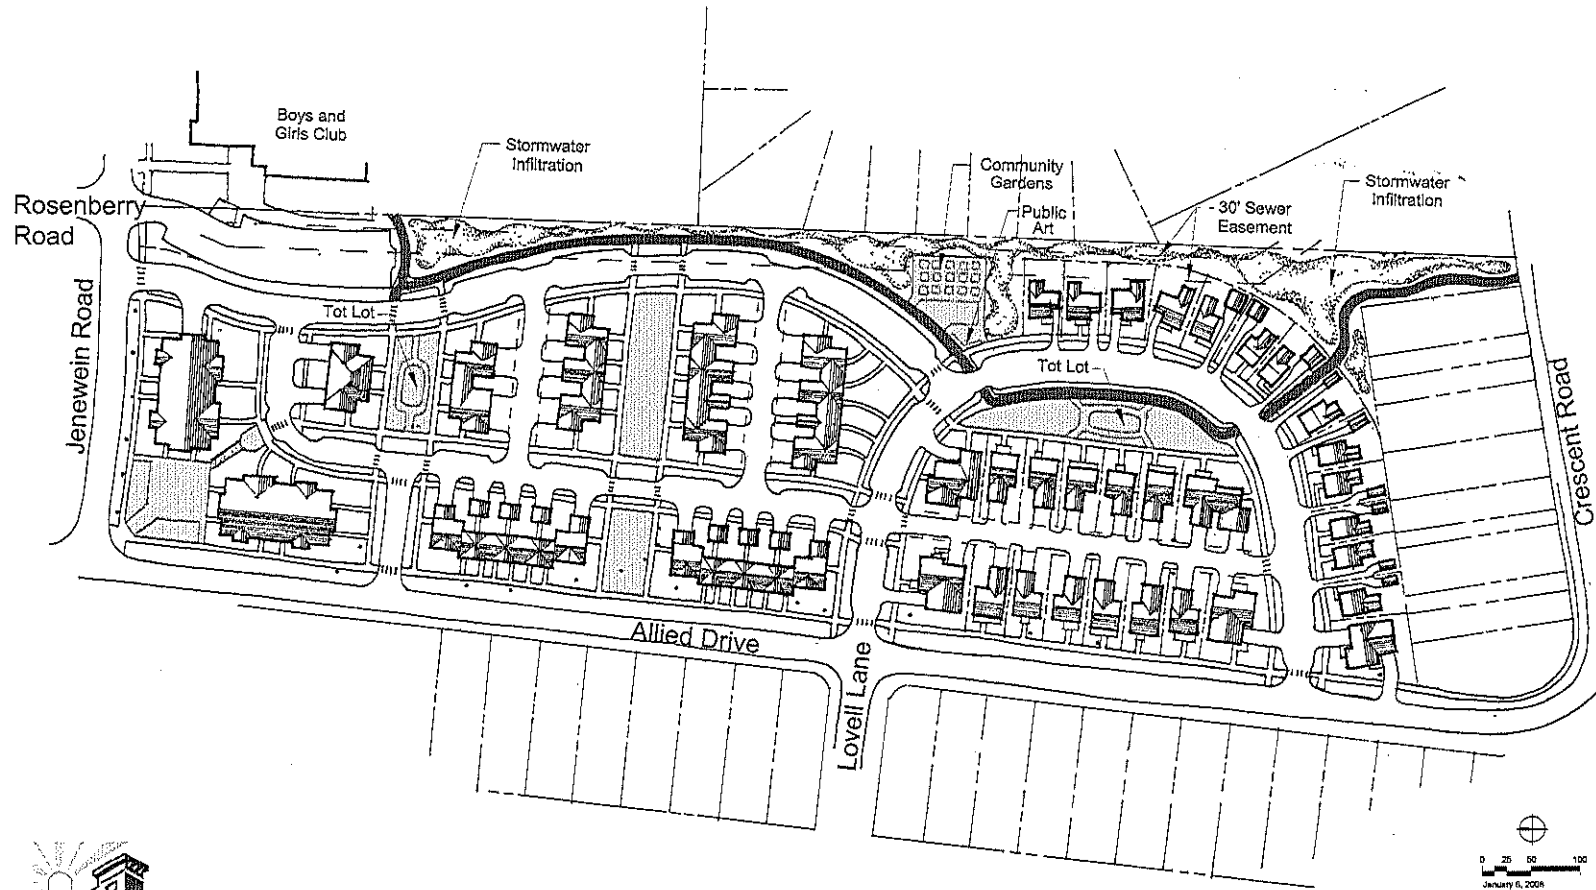 Boys and
Girls Club
Stormwater
Infiltration
Community
Gardens
Public
Art
30' Sewer
Easement
Stormwater
Infiltration
Rosenberry
Road
Tot Lot
Tot Lot
Jenewein Road
Crescent Road
Allied Drive
Lovell Lane
0 25 50 100
January 6, 2006